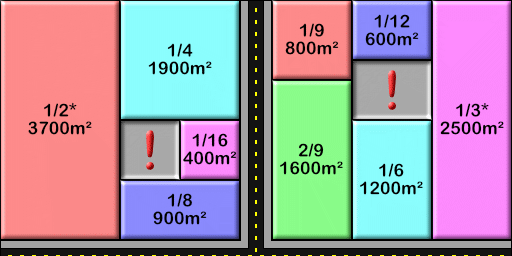 1/2*
3700m²
1/4
1900m²
!
1/16
400m²
1/8
900m²
1/9
800m²
2/9
1600m²
1/12
600m²
!
1/6
1200m²
1/3*
2500m²